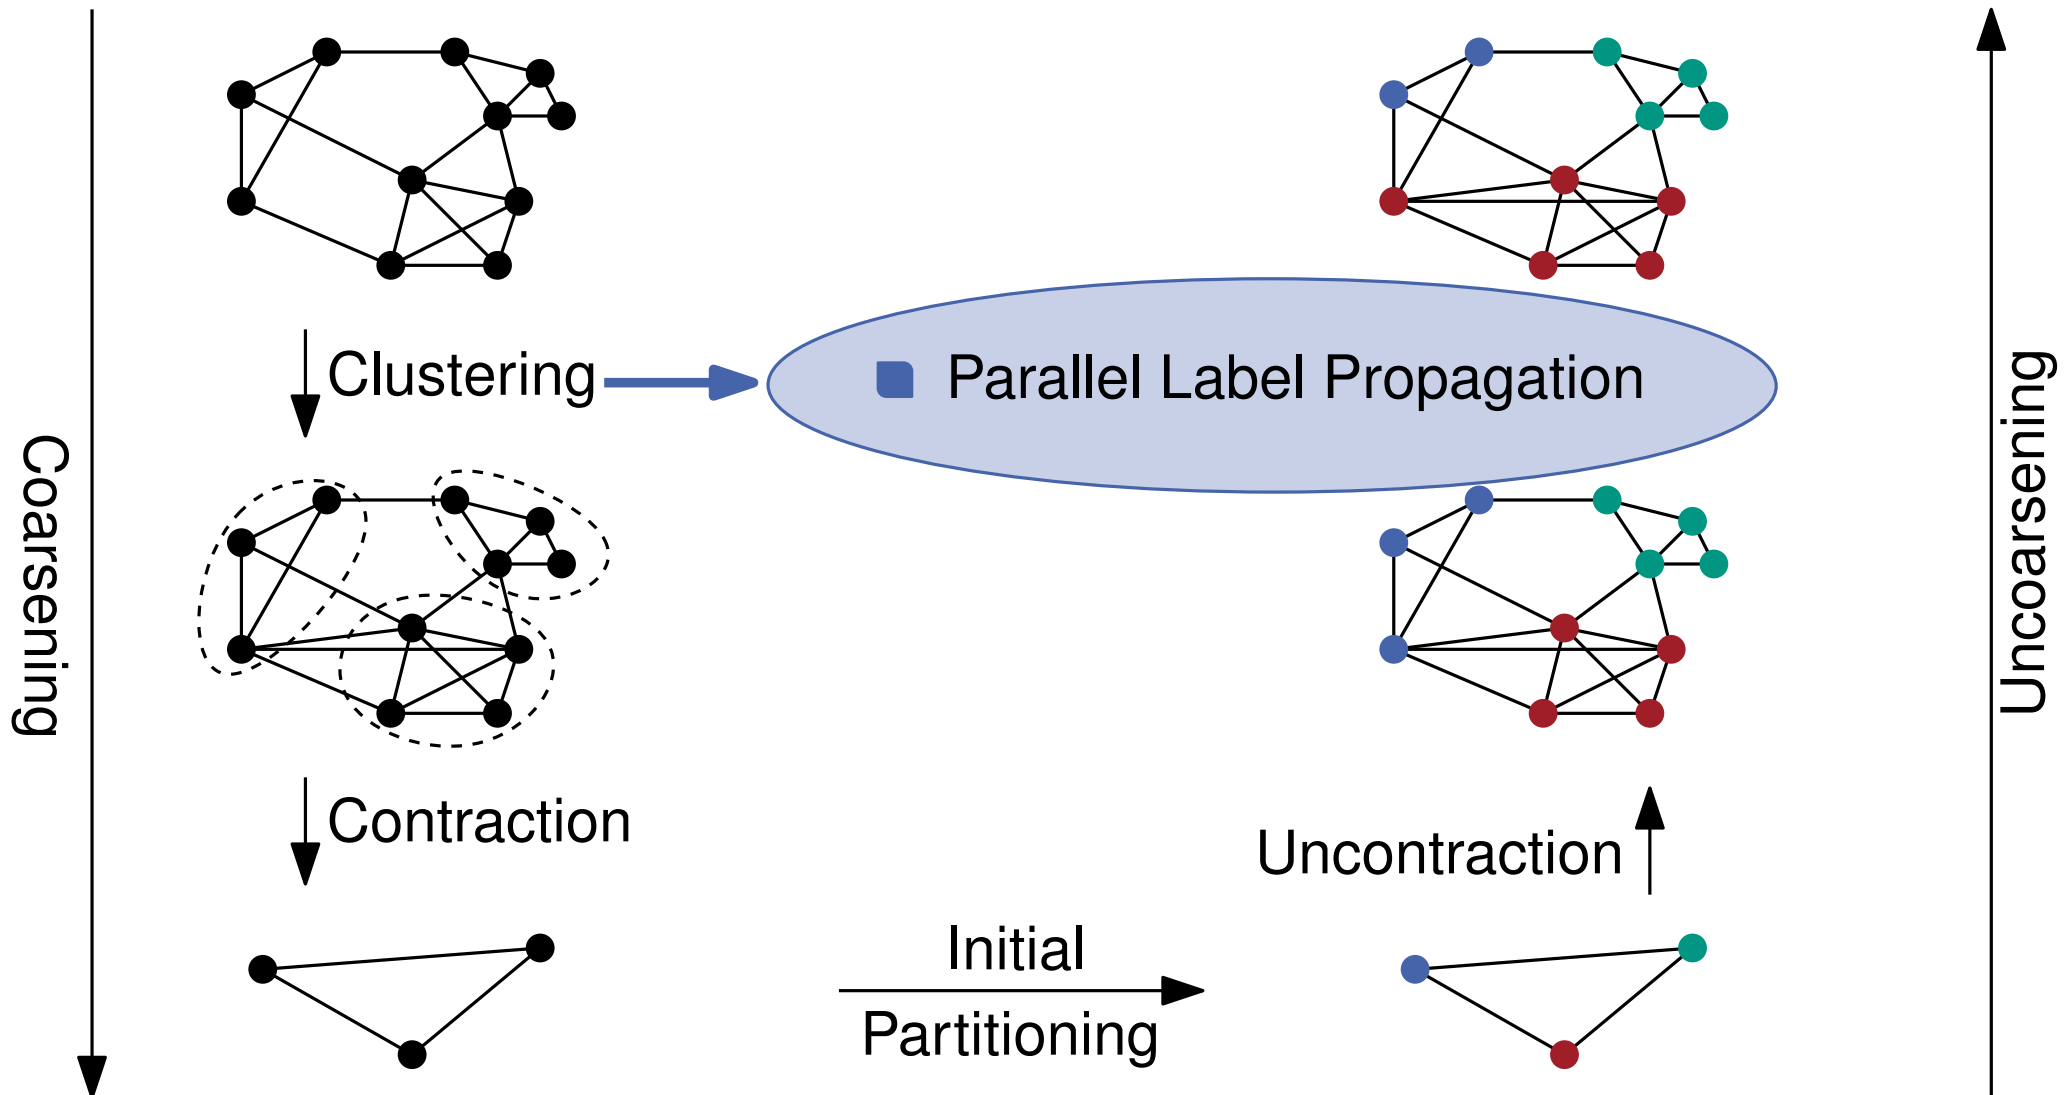 Clustering
Parallel Label Propagation
Coarsening
Uncoarsening
Contraction
Uncontraction
Initial
Partitioning